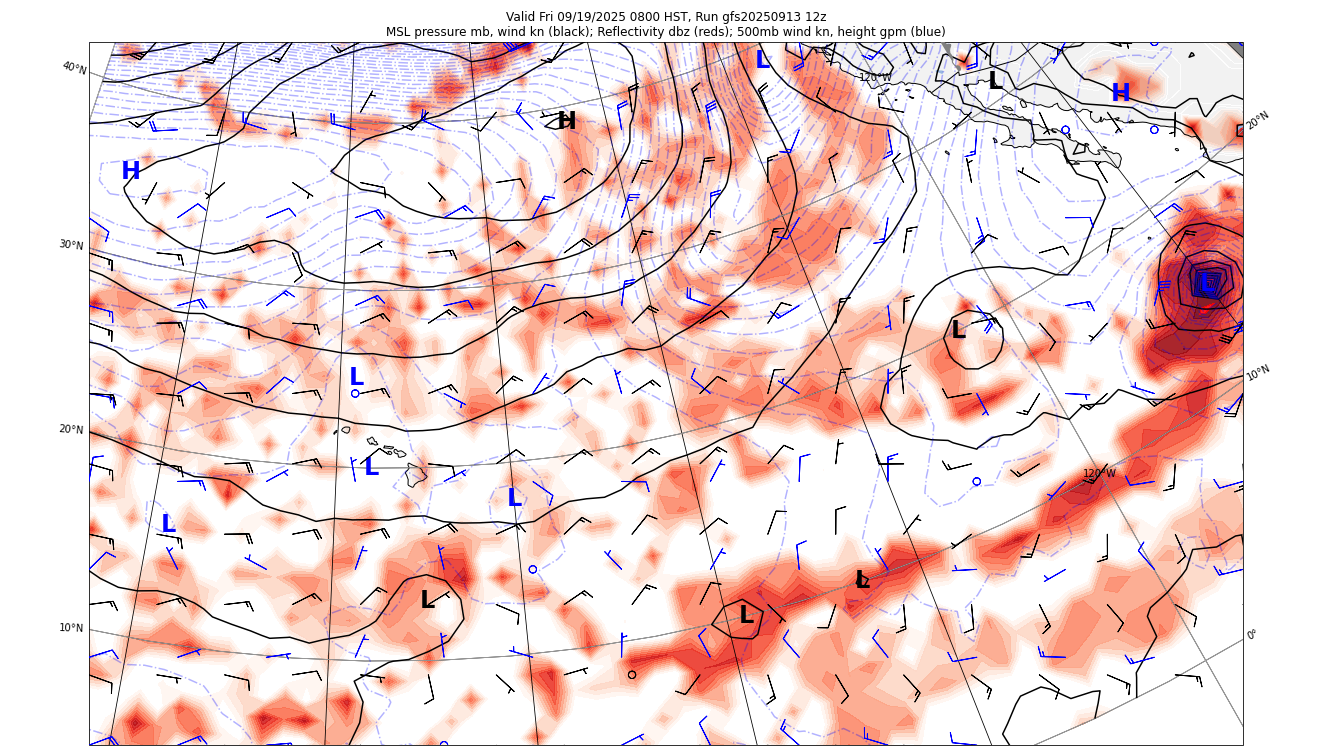 Valid Fri 09/19/2025 0800 HST, Run gfs20250913 12z
MSL pressure mb, wind kn (black); Reflectivity dbz (reds); 500mb wind kn, height gpm (blue)
L
40°N
120°W
L
H
H
20°N
H
30°N
L
10°N
L
20°N
L
120°W
L
L
L
L
L
10°N
L
0°